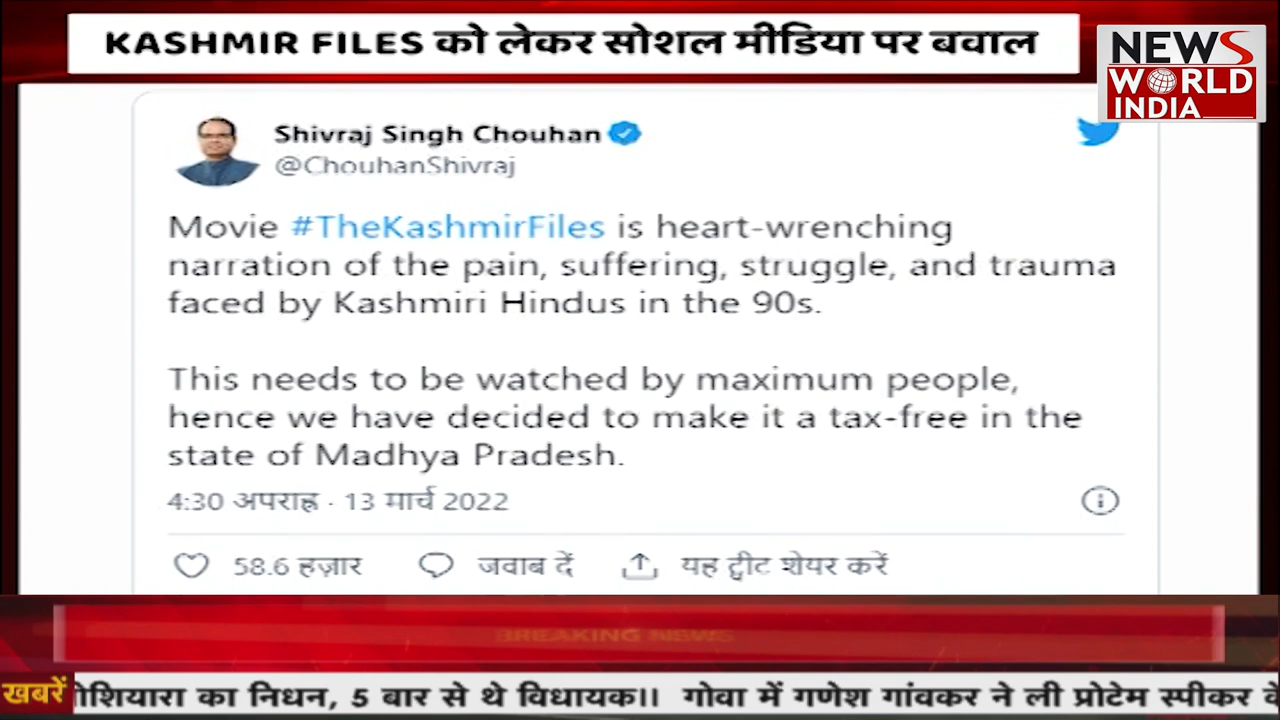 KASHMIR FILES को लेकर सोशल मीडिया पर बवाल
NEWS
WORLD
INDIA
Shivraj Singh Chouhan
@ChouhanShivraj
Movie #TheKashmirFiles is heart-wrenching
narration of the pain, suffering, struggle, and trauma
faced by Kashmiri Hindus in the 90s.
This needs to be watched by maximum people,
hence we have decided to make it a tax-free in the
state of Madhya Pradesh.
4:30 अपराह्न · 13 मार्च 2022
58.6 हज़ार जवाब दें यह ट्वीट शेयर करें
BREAKING NEWS
खबरें ोशियारा का निधन, 5 बार से थे विधायक।। गोवा में गणेश गांवकर ने ली प्रोटेम स्पीकर के